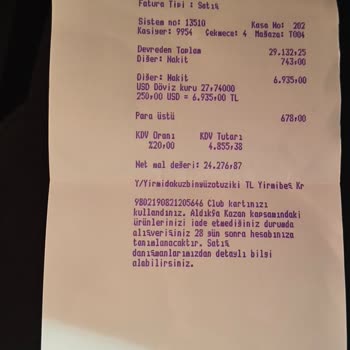 Fatura Tipi : Satış
Sistem no: 13510 Kasa No: 202
Kasiyer: 9954 Çekmece: 4 Mağaza: T004
Devreden Toplam 29.132,25
Diğer: Nakit 743,00
Diğer: Nakit 6.935,00
USD Döviz kuru 27,74000
250,00 USD = 6.935,00 TL
Para üstü 678,00
KDV Oranı KDV Tutarı
%20,00 4.855,38
Net mal değeri: 24.276,87
Y/Yirmidokuzbinyüzotuziki TL Yirmibeş Kr
9802190821205646 Club kartınızı
kullandınız. Aldıkça Kazan kapsamındaki
ürünlerinizi iade etmediğiniz durumda
alışverişiniz 28 gün sonra hesabınıza
tanımlanacaktır. Satış
danışmanlarımızdan detaylı bilgi
alabilirsiniz.